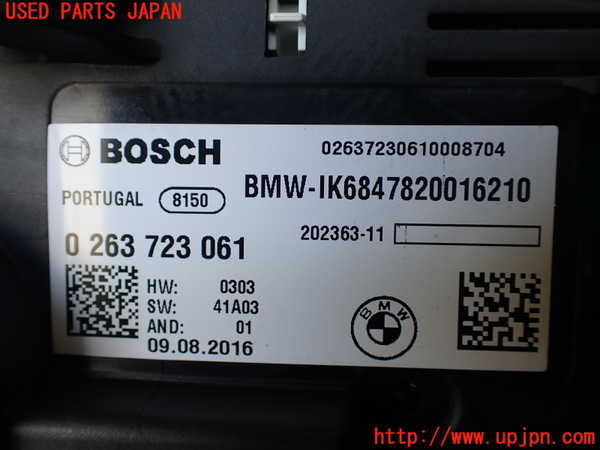 USED PARTS JAPAN
BOSCH
02637230610008704
PORTUGAL 8150
BMW-IK6847820016210
0 263 723 061
202363-11
HW: 0303
SW: 41A03
AND: 01
09.08.2016
BMW
http://www.upjpn.com/